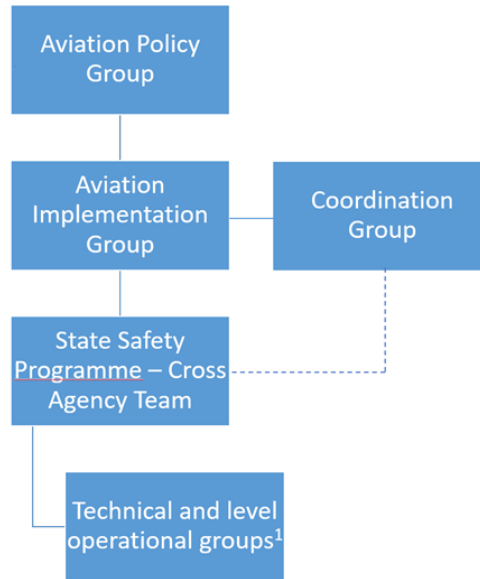 Aviation Policy
Group
Aviation
Implementation
Group
Coordination
Group
State Safety
Programme – Cross
Agency Team
Technical and level
operational groups¹